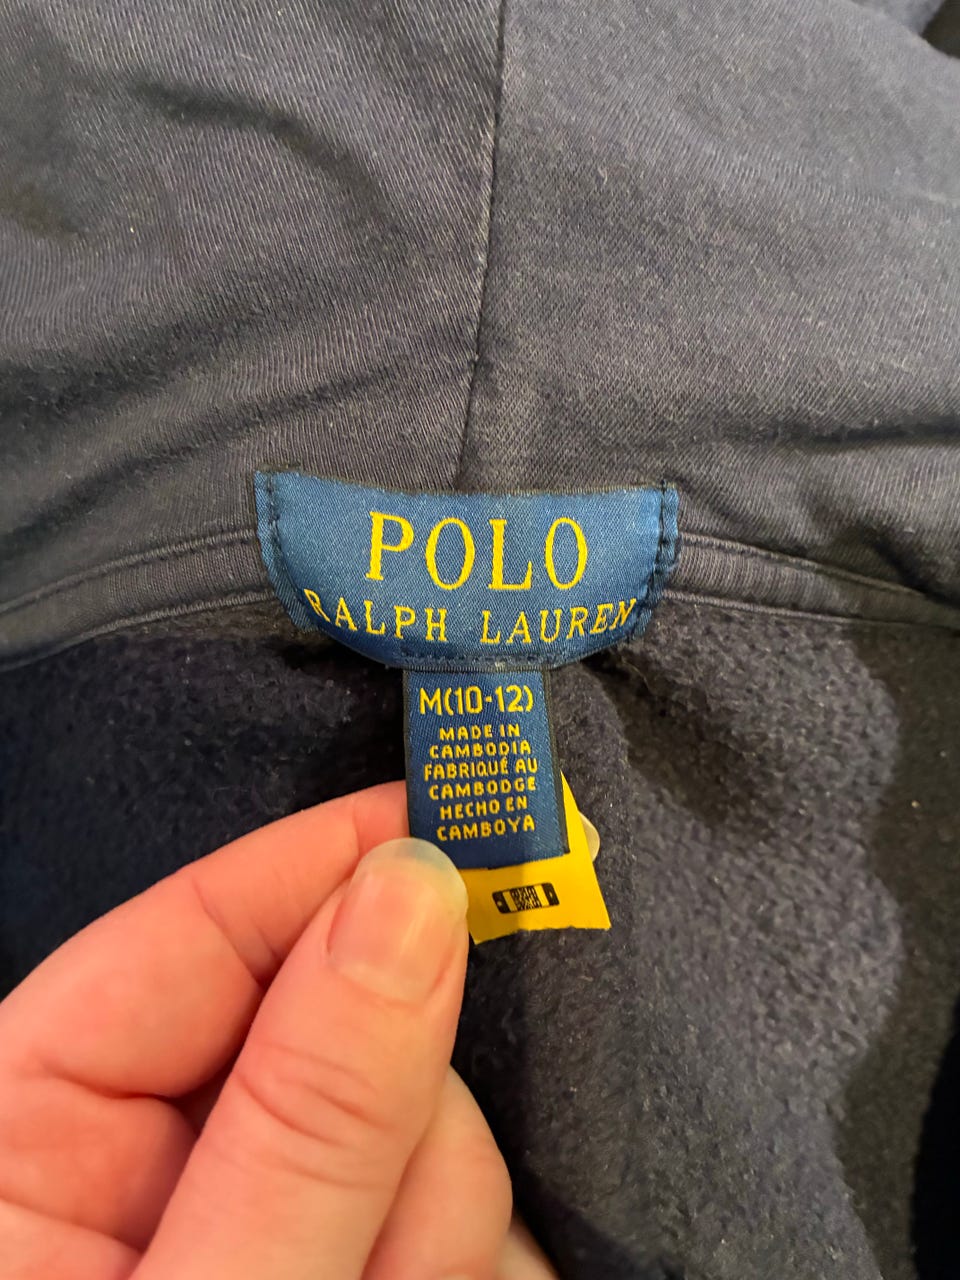 POLO
RALPH LAUREN
M(10-12)
MADE IN
CAMBODIA
FABRIQUÉ AU
CAMBODGE
HECHO EN
CAMBOYA